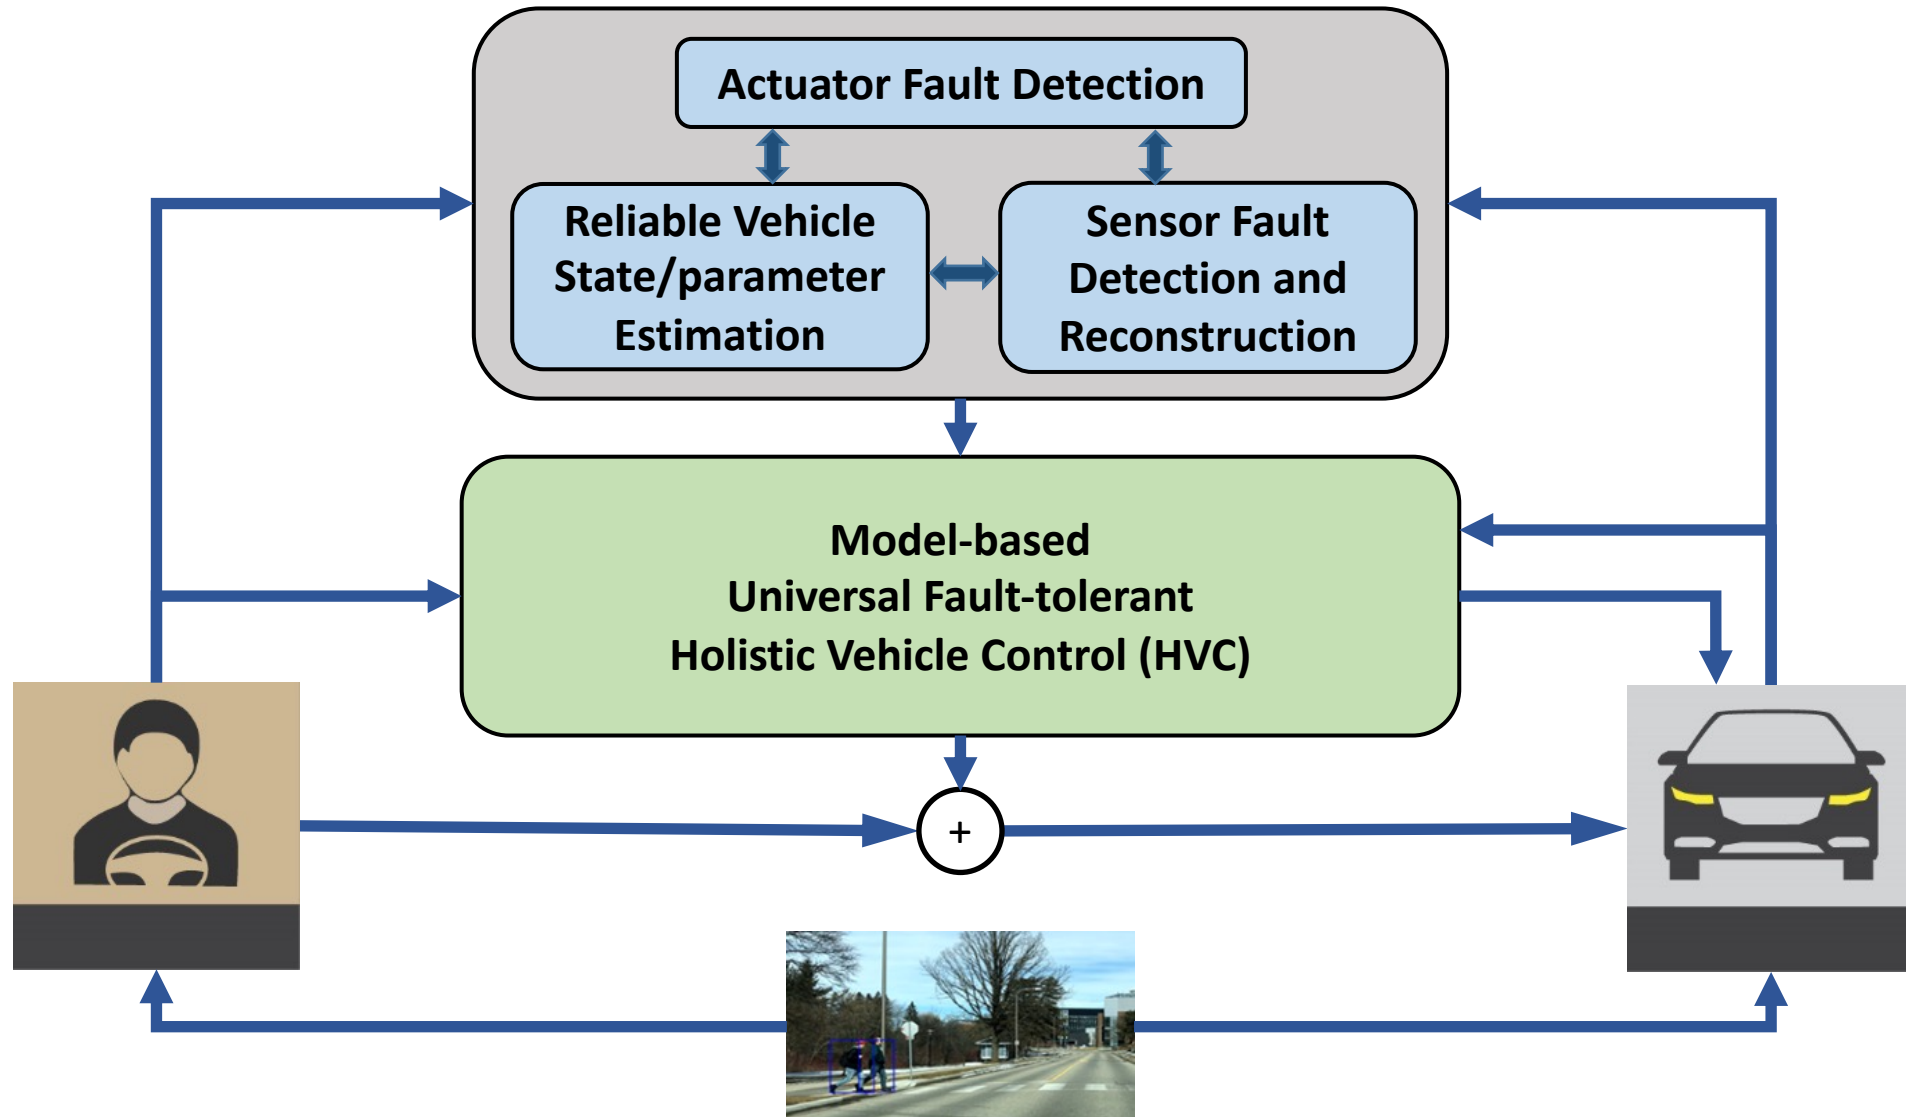 Actuator Fault Detection
Reliable Vehicle
State/parameter
Estimation
Sensor Fault
Detection and
Reconstruction
Model-based
Universal Fault-tolerant
Holistic Vehicle Control (HVC)
+